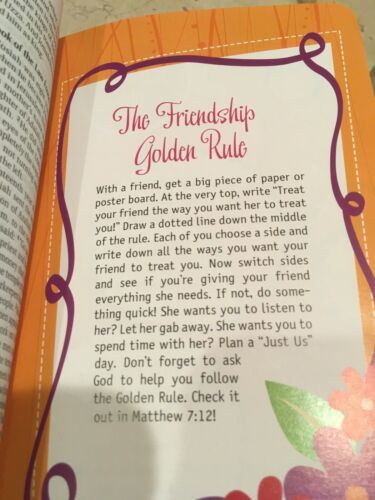 The Friendship
Golden Rule
With a friend, get a big piece of paper or
poster board. At the very top, write "Treat
your friend the way you want her to treat
you!" Draw a dotted line down the middle
of the rule. Each of you choose a side and
write down all the ways you want your
friend to treat you. Now switch sides
and see if you're giving your friend
everything she needs. If not, do some-
thing quick! She wants you to listen to
her? Let her gab away. She wants you to
spend time with her? Plan a "Just Us"
day. Don't forget to ask
God to help you follow
the Golden Rule. Check it
out in Matthew 7:12!